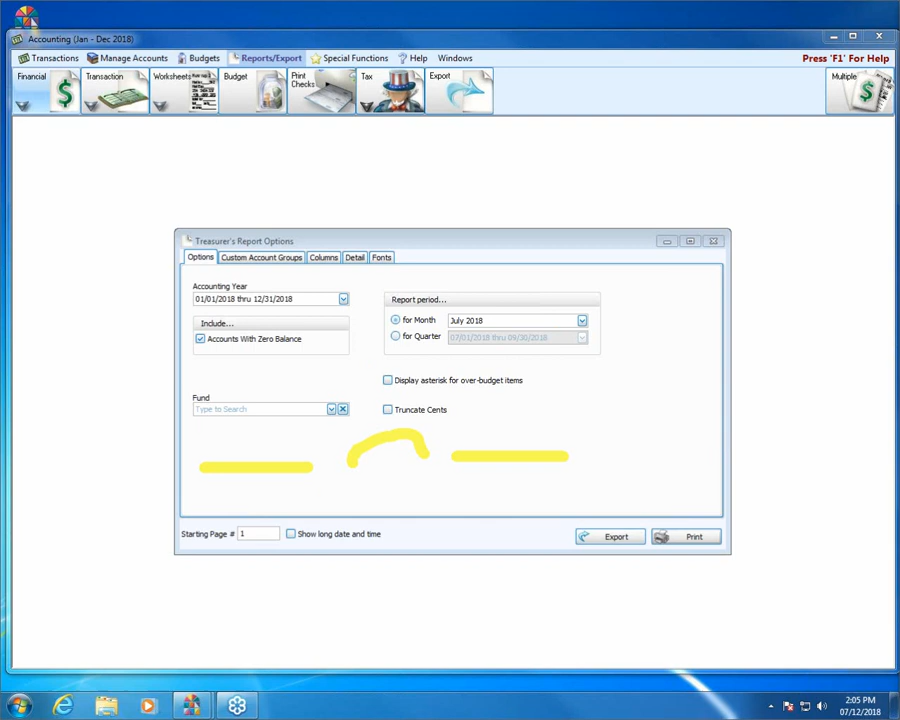 Accounting (Jan - Dec 2018)
Transactions Manage Accounts Budgets Reports/Export Special Functions Help Windows Press 'F1' For Help
Financial Transaction Worksheets Budget Print Checks Tax Export Multiple
Treasurer's Report Options
Options Custom Account Groups Columns Detail Fonts
Accounting Year
01/01/2018 thru 12/31/2018
Include...
Accounts With Zero Balance
Report period...
for Month July 2018
for Quarter 07/01/2018 thru 09/30/2018
Display asterisk for over-budget items
Fund
Type to Search
Truncate Cents
Starting Page # 1 Show long date and time Export Print
2:05 PM
07/12/2018